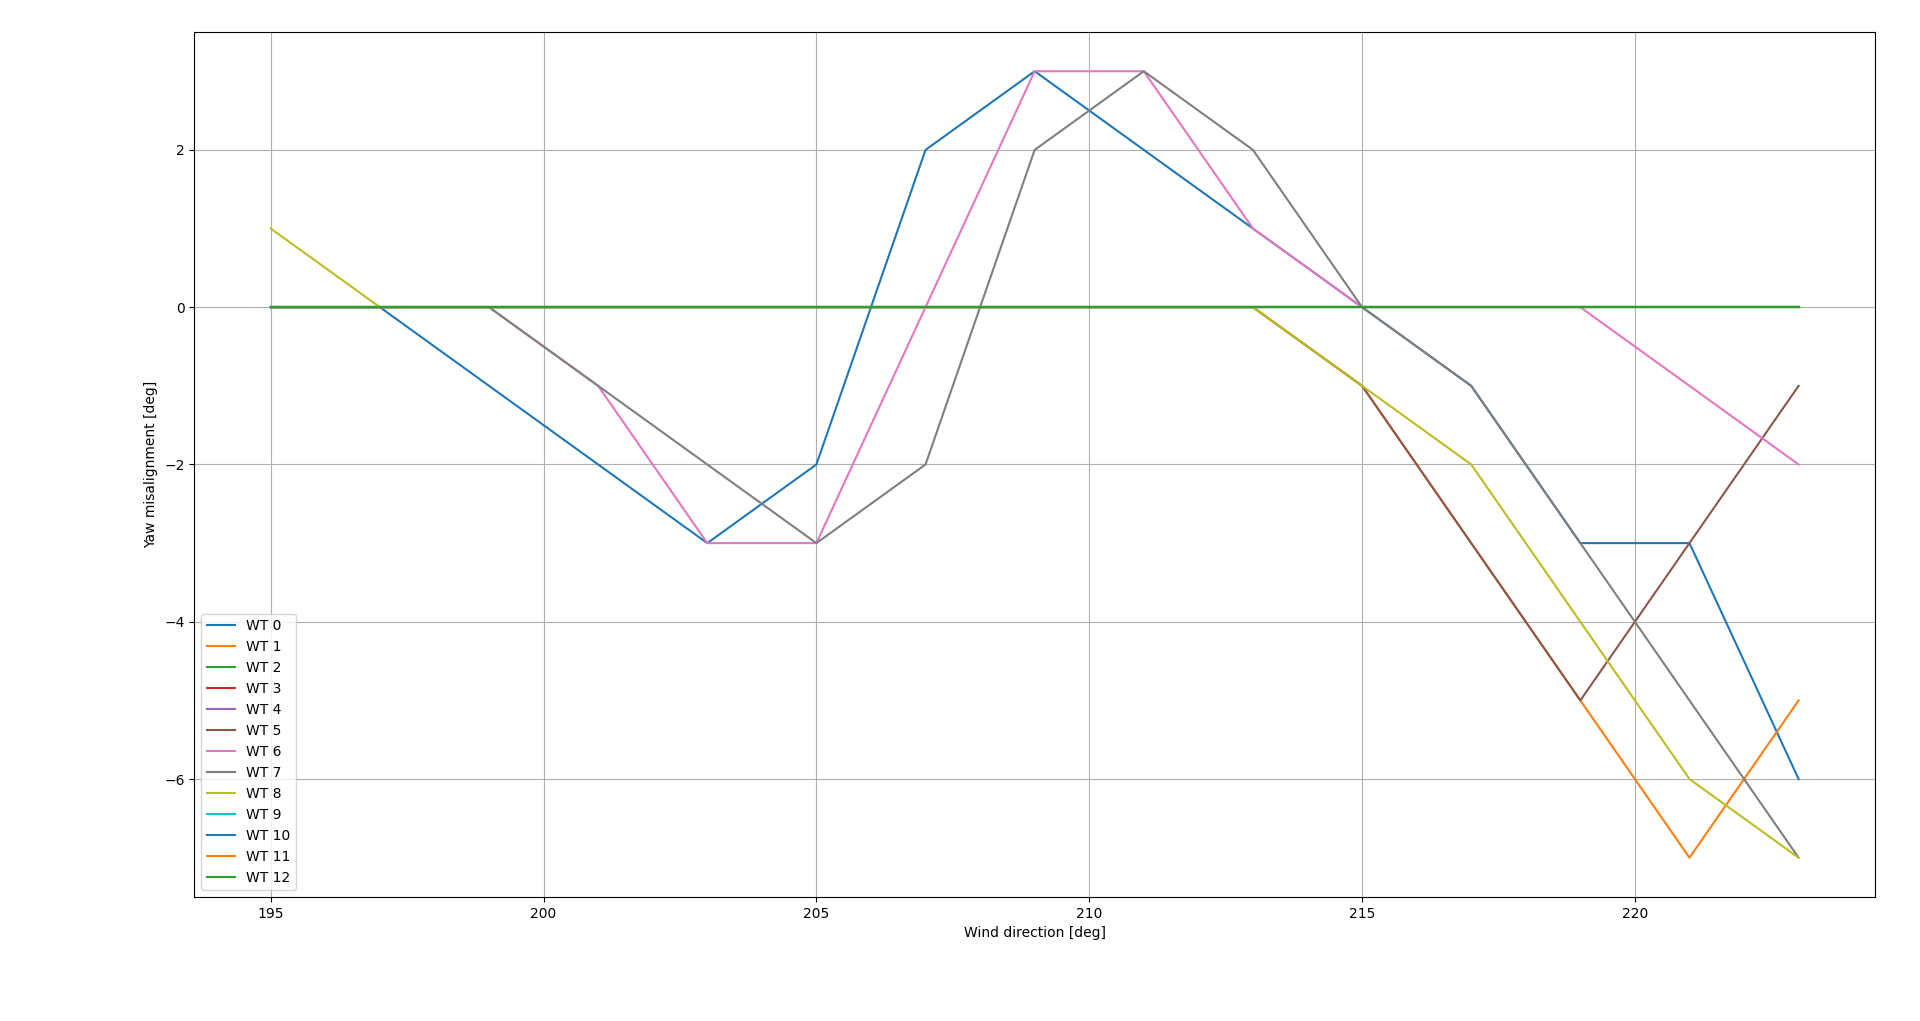 2
0
−2
−4
−6
Yaw misalignment [deg]
WT 0
WT 1
WT 2
WT 3
WT 4
WT 5
WT 6
WT 7
WT 8
WT 9
WT 10
WT 11
WT 12
195 200 205 210 215 220
Wind direction [deg]